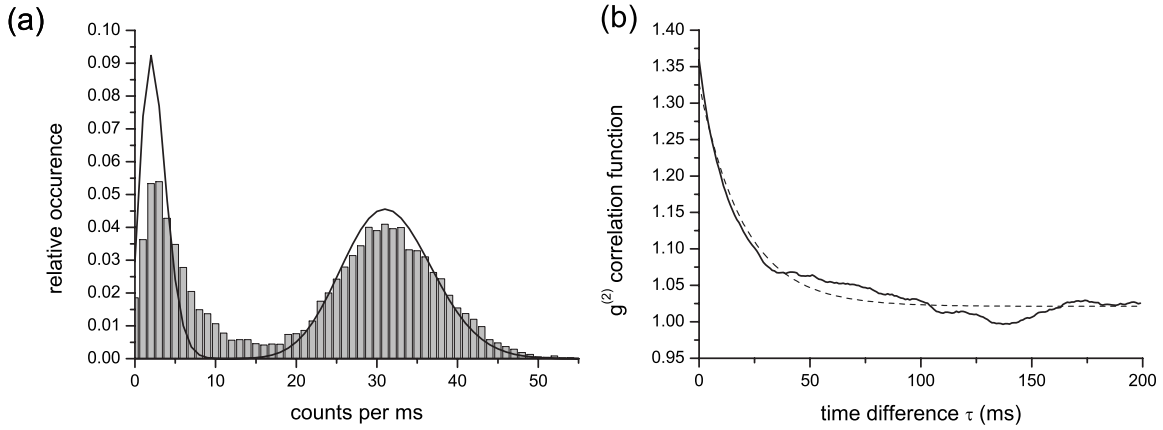 (a)
relative occurence
0.10
0.09
0.08
0.07
0.06
0.05
0.04
0.03
0.02
0.01
0.00
0 10 20 30 40 50
counts per ms
(b)
g(2) correlation function
1.40
1.35
1.30
1.25
1.20
1.15
1.10
1.05
1.00
0.95
0 50 100 150 200
time difference τ (ms)